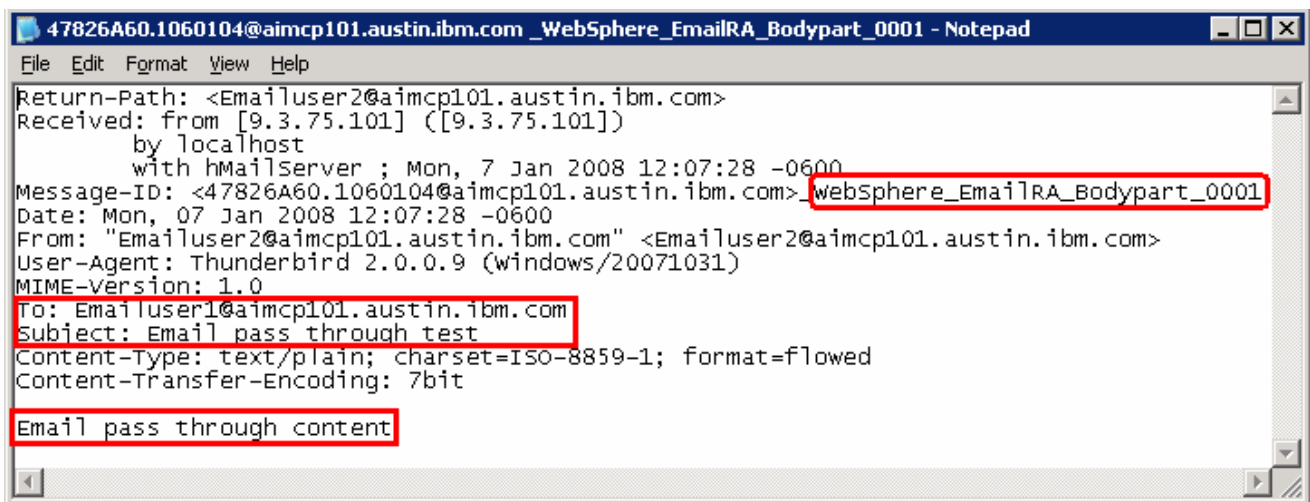 47826A60.1060104@aimcp101.austin.ibm.com _WebSphere_EmailRA_Bodypart_0001 - Notepad
File Edit Format View Help
Return-Path: <Emailuser2@aimcp101.austin.ibm.com>
Received: from [9.3.75.101] ([9.3.75.101])
by localhost
with hMailServer ; Mon, 7 Jan 2008 12:07:28 -0600
Message-ID: <47826A60.1060104@aimcp101.austin.ibm.com>_WebSphere_EmailRA_Bodypart_0001
Date: Mon, 07 Jan 2008 12:07:28 -0600
From: "Emailuser2@aimcp101.austin.ibm.com" <Emailuser2@aimcp101.austin.ibm.com>
User-Agent: Thunderbird 2.0.0.9 (Windows/20071031)
MIME-Version: 1.0
To: Emailuser1@aimcp101.austin.ibm.com
Subject: Email pass through test
Content-Type: text/plain; charset=ISO-8859-1; format=flowed
Content-Transfer-Encoding: 7bit
Email pass through content